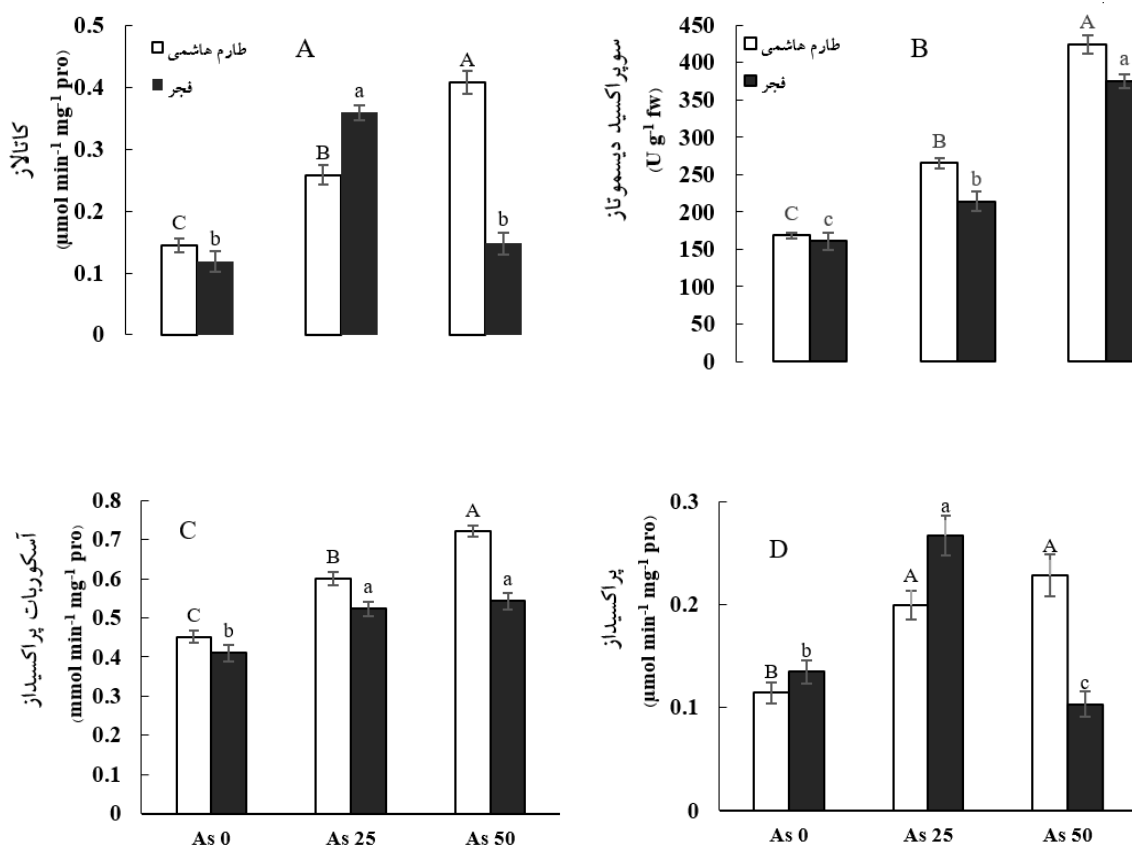 0.5
0.4
0.3
0.2
0.1
0
کاتالاز
(µmol min-1 mg-1 pro)
طارم هاشمی
فجر
A
C
b
B
a
A
b
450
400
350
300
250
200
150
100
50
0
سوپراکسید دیسموتاز
(U g-1 fw)
طارم هاشمی
فجر
B
C
c
B
b
A
a
0.8
0.7
0.6
0.5
0.4
0.3
0.2
0.1
0
آسکوربات پراکسیداز
(mmol min-1 mg-1 pro)
C
C
b
B
a
A
a
As 0 As 25 As 50
0.3
0.2
0.1
0
پراکسیداز
(µmol min-1 mg-1 pro)
D
B
b
A
a
A
c
As 0 As 25 As 50